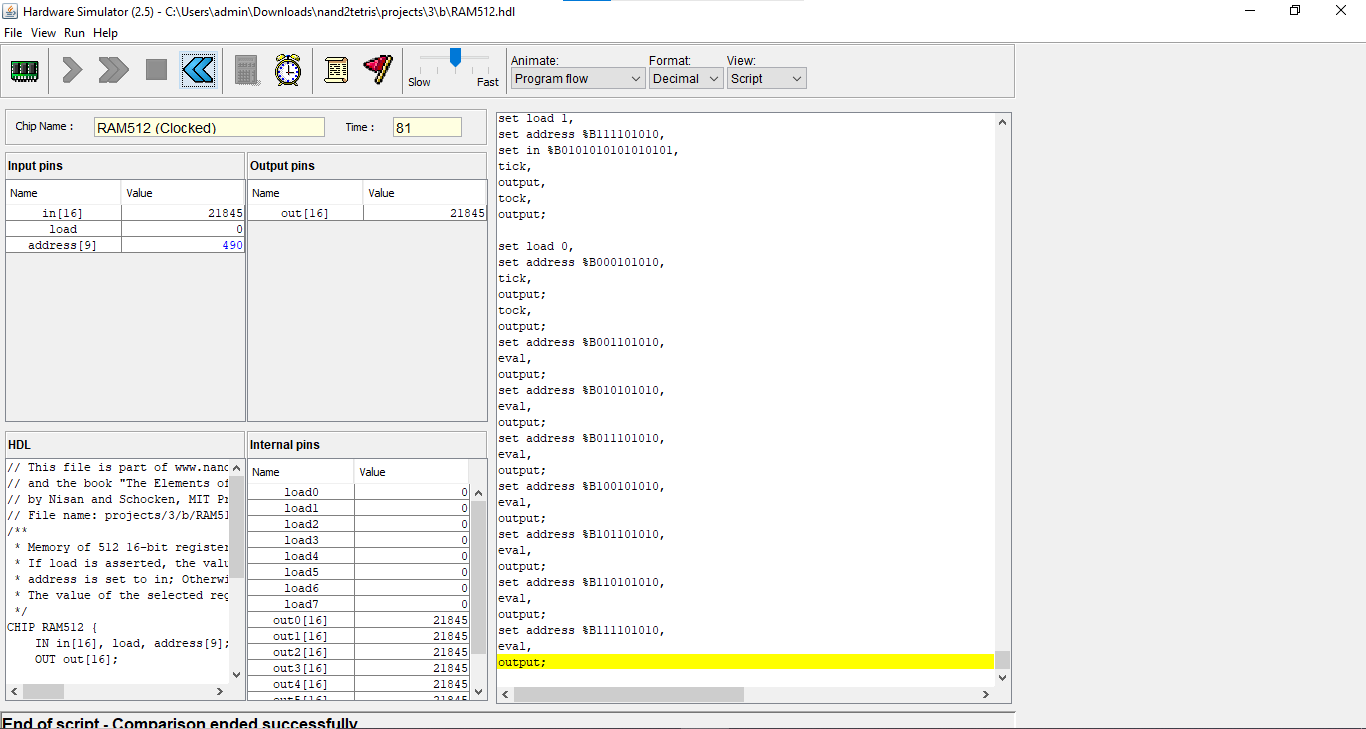 Hardware Simulator (2.5) - C:\Users\admin\Downloads\nand2tetris\projects\3\b\RAM512.hdl
File View Run Help
Slow Fast
Animate: Format: View:
Program flow Decimal Script
Chip Name : RAM512 (Clocked) Time : 81
Input pins
Name Value
in[16] 21845
load 0
address[9] 490
Output pins
Name Value
out[16] 21845
HDL
// This file is part of www.nand
// and the book "The Elements of
// by Nisan and Schocken, MIT Pr
// File name: projects/3/b/RAM51
/**
* Memory of 512 16-bit register
* If load is asserted, the valu
* address is set to in; Otherwi
* The value of the selected reg
*/
CHIP RAM512 {
IN in[16], load, address[9];
OUT out[16];
Internal pins
Name Value
load0 0
load1 0
load2 0
load3 0
load4 0
load5 0
load6 0
load7 0
out0[16] 21845
out1[16] 21845
out2[16] 21845
out3[16] 21845
out4[16] 21845
out5[16] 21845
set load 1,
set address %B111101010,
set in %B0101010101010101,
tick,
output,
tock,
output;
set load 0,
set address %B000101010,
tick,
output;
tock,
output;
set address %B001101010,
eval,
output;
set address %B010101010,
eval,
output;
set address %B011101010,
eval,
output;
set address %B100101010,
eval,
output;
set address %B101101010,
eval,
output;
set address %B110101010,
eval,
output;
set address %B111101010,
eval,
output;
End of script - Comparison ended successfully